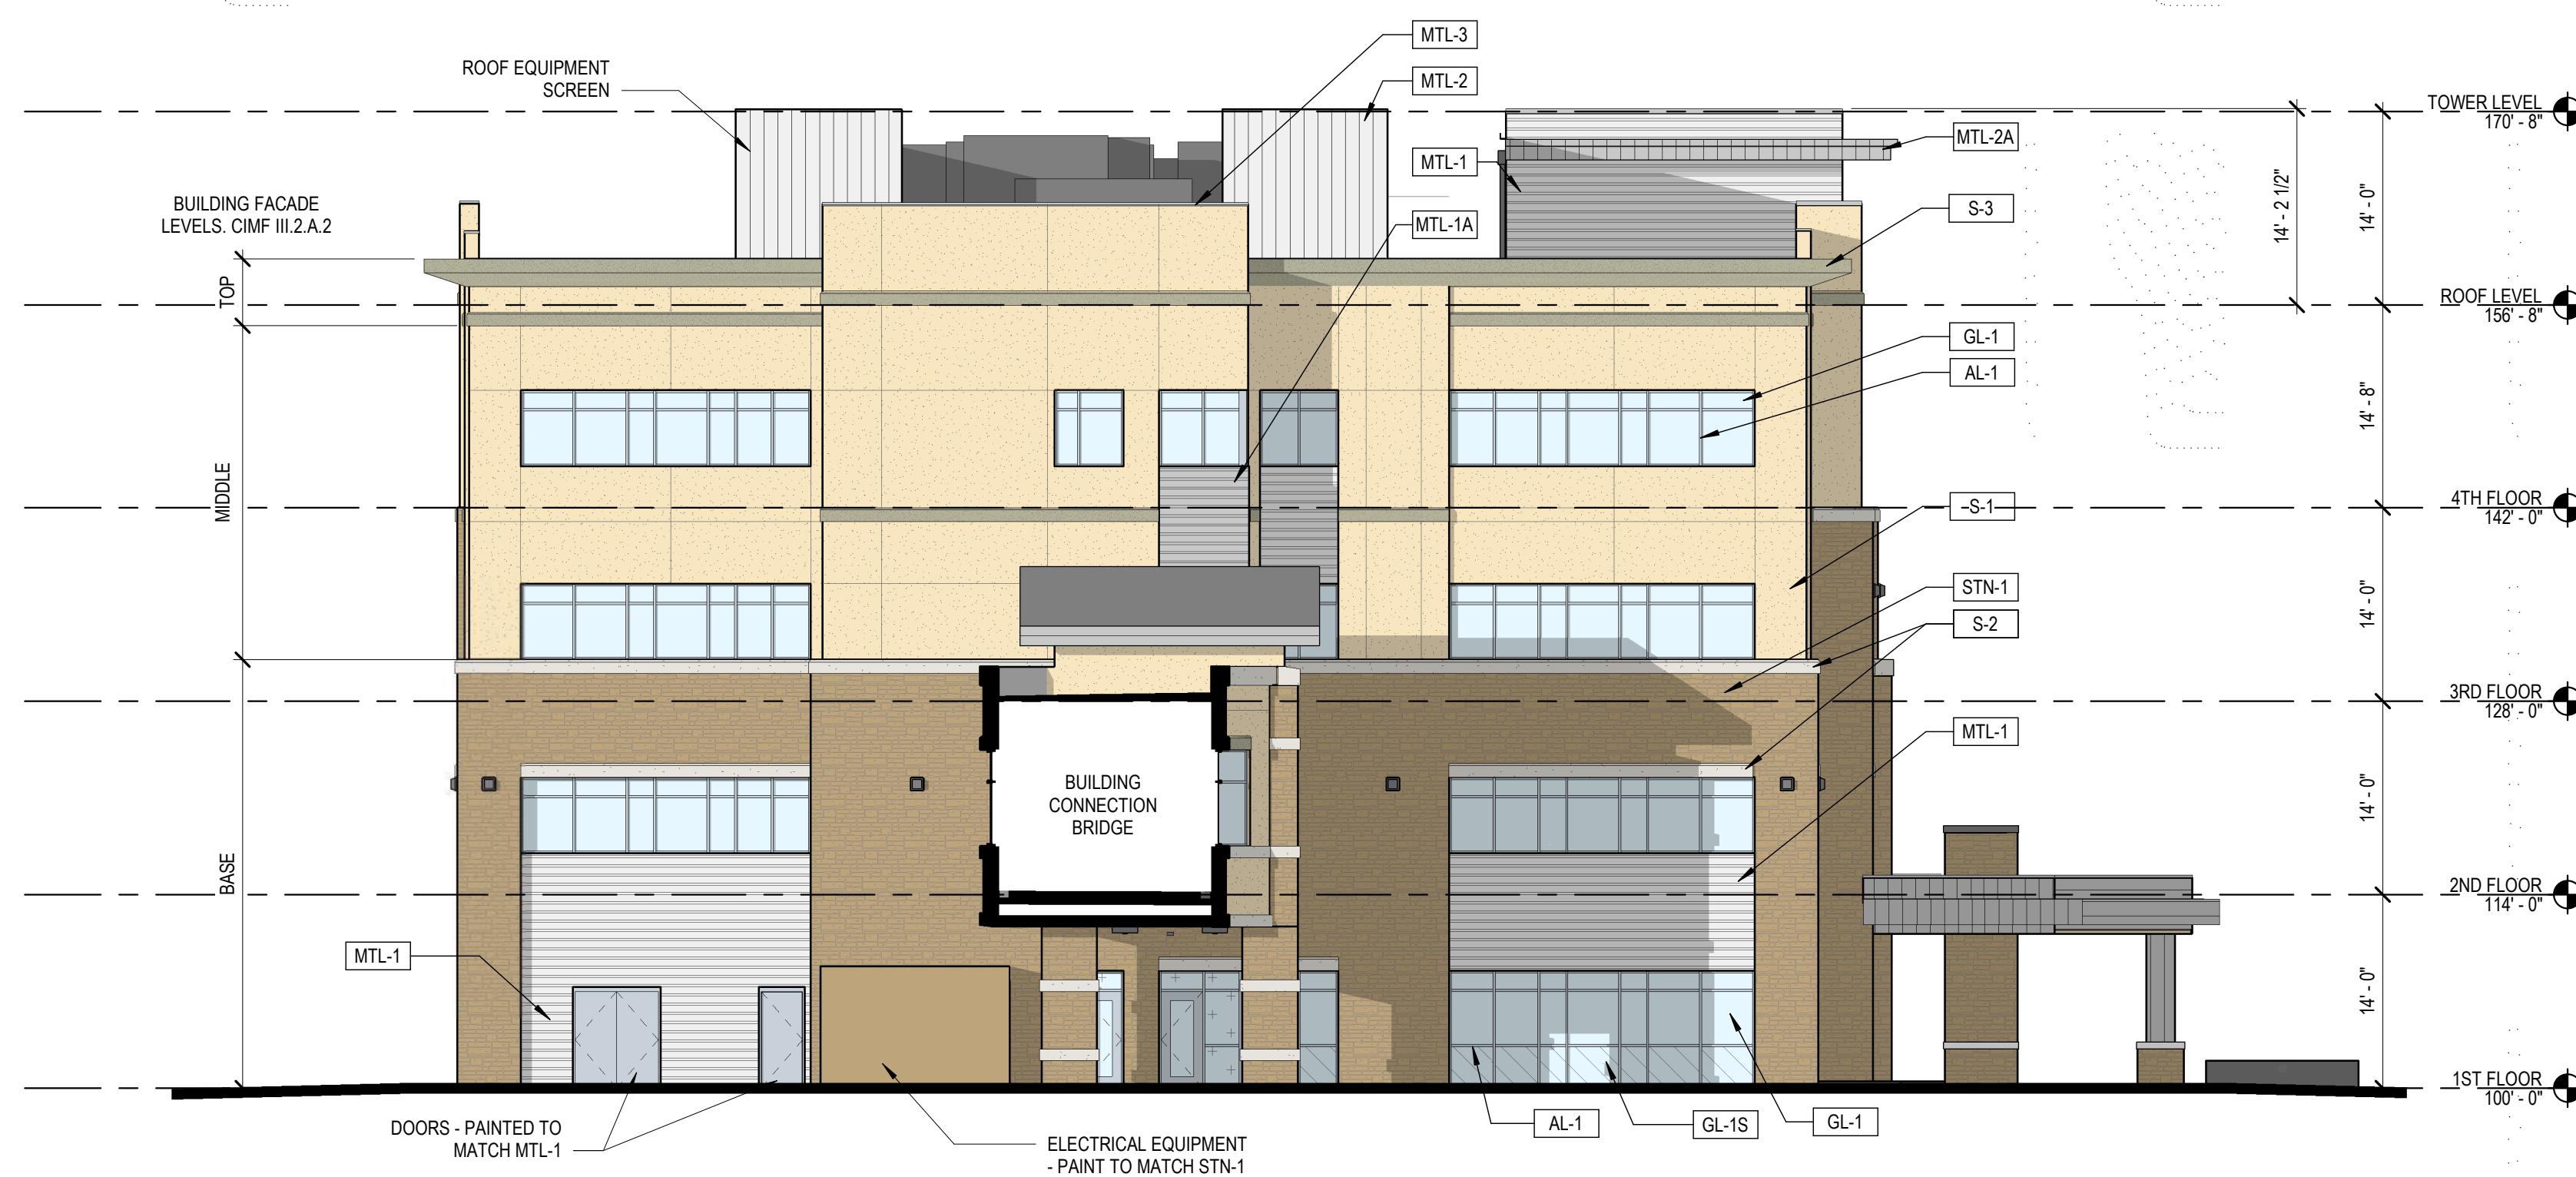 MTL-3
ROOF EQUIPMENT
SCREEN
MTL-2
TOWER LEVEL
170' - 8"
MTL-2A
MTL-1
BUILDING FACADE
LEVELS. CIMF III.2.A.2
S-3
MTL-1A
14' - 2 1/2"
14' - 0"
TOP
ROOF LEVEL
156' - 8"
GL-1
AL-1
14' - 8"
MIDDLE
4TH FLOOR
142' - 0"
S-1
STN-1
14' - 0"
S-2
3RD FLOOR
128' - 0"
MTL-1
BUILDING
CONNECTION
BRIDGE
14' - 0"
BASE
2ND FLOOR
114' - 0"
MTL-1
14' - 0"
1ST FLOOR
100' - 0"
DOORS - PAINTED TO
MATCH MTL-1
ELECTRICAL EQUIPMENT
- PAINT TO MATCH STN-1
AL-1
GL-1S
GL-1